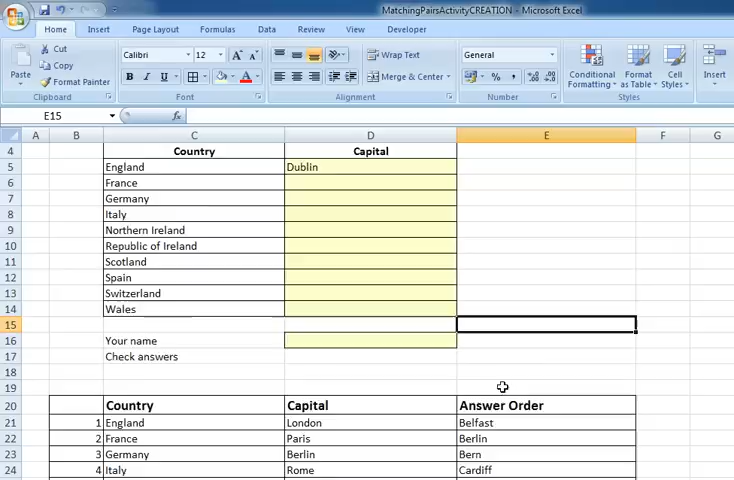 MatchingPairsActivityCREATION - Microsoft Excel
Home Insert Page Layout Formulas Data Review View Developer
Cut
Copy
Format Painter
Paste
Clipboard
Calibri 12
B I U
Font
Wrap Text
Merge & Center
Alignment
General
Number
Conditional Formatting
Format as Table
Cell Styles
Styles
Insert
E15 fx
A B C D E F G
4 Country Capital
5 England Dublin
6 France
7 Germany
8 Italy
9 Northern Ireland
10 Republic of Ireland
11 Scotland
12 Spain
13 Switzerland
14 Wales
15
16 Your name
17 Check answers
18
19
20 Country Capital Answer Order
21 1 England London Belfast
22 2 France Paris Berlin
23 3 Germany Berlin Bern
24 4 Italy Rome Cardiff